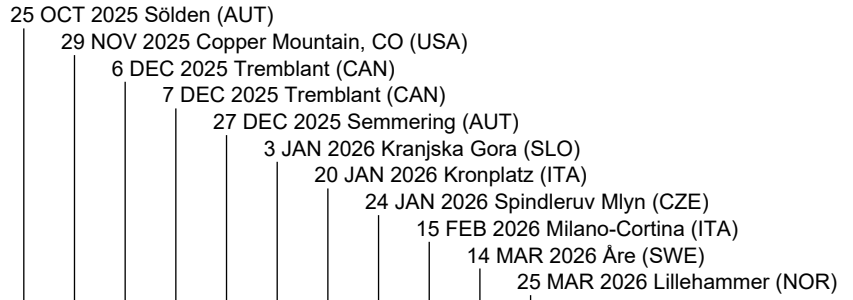 25 OCT 2025 Sölden (AUT)
29 NOV 2025 Copper Mountain, CO (USA)
6 DEC 2025 Tremblant (CAN)
7 DEC 2025 Tremblant (CAN)
27 DEC 2025 Semmering (AUT)
3 JAN 2026 Kranjska Gora (SLO)
20 JAN 2026 Kronplatz (ITA)
24 JAN 2026 Spindleruv Mlyn (CZE)
15 FEB 2026 Milano-Cortina (ITA)
14 MAR 2026 Åre (SWE)
25 MAR 2026 Lillehammer (NOR)